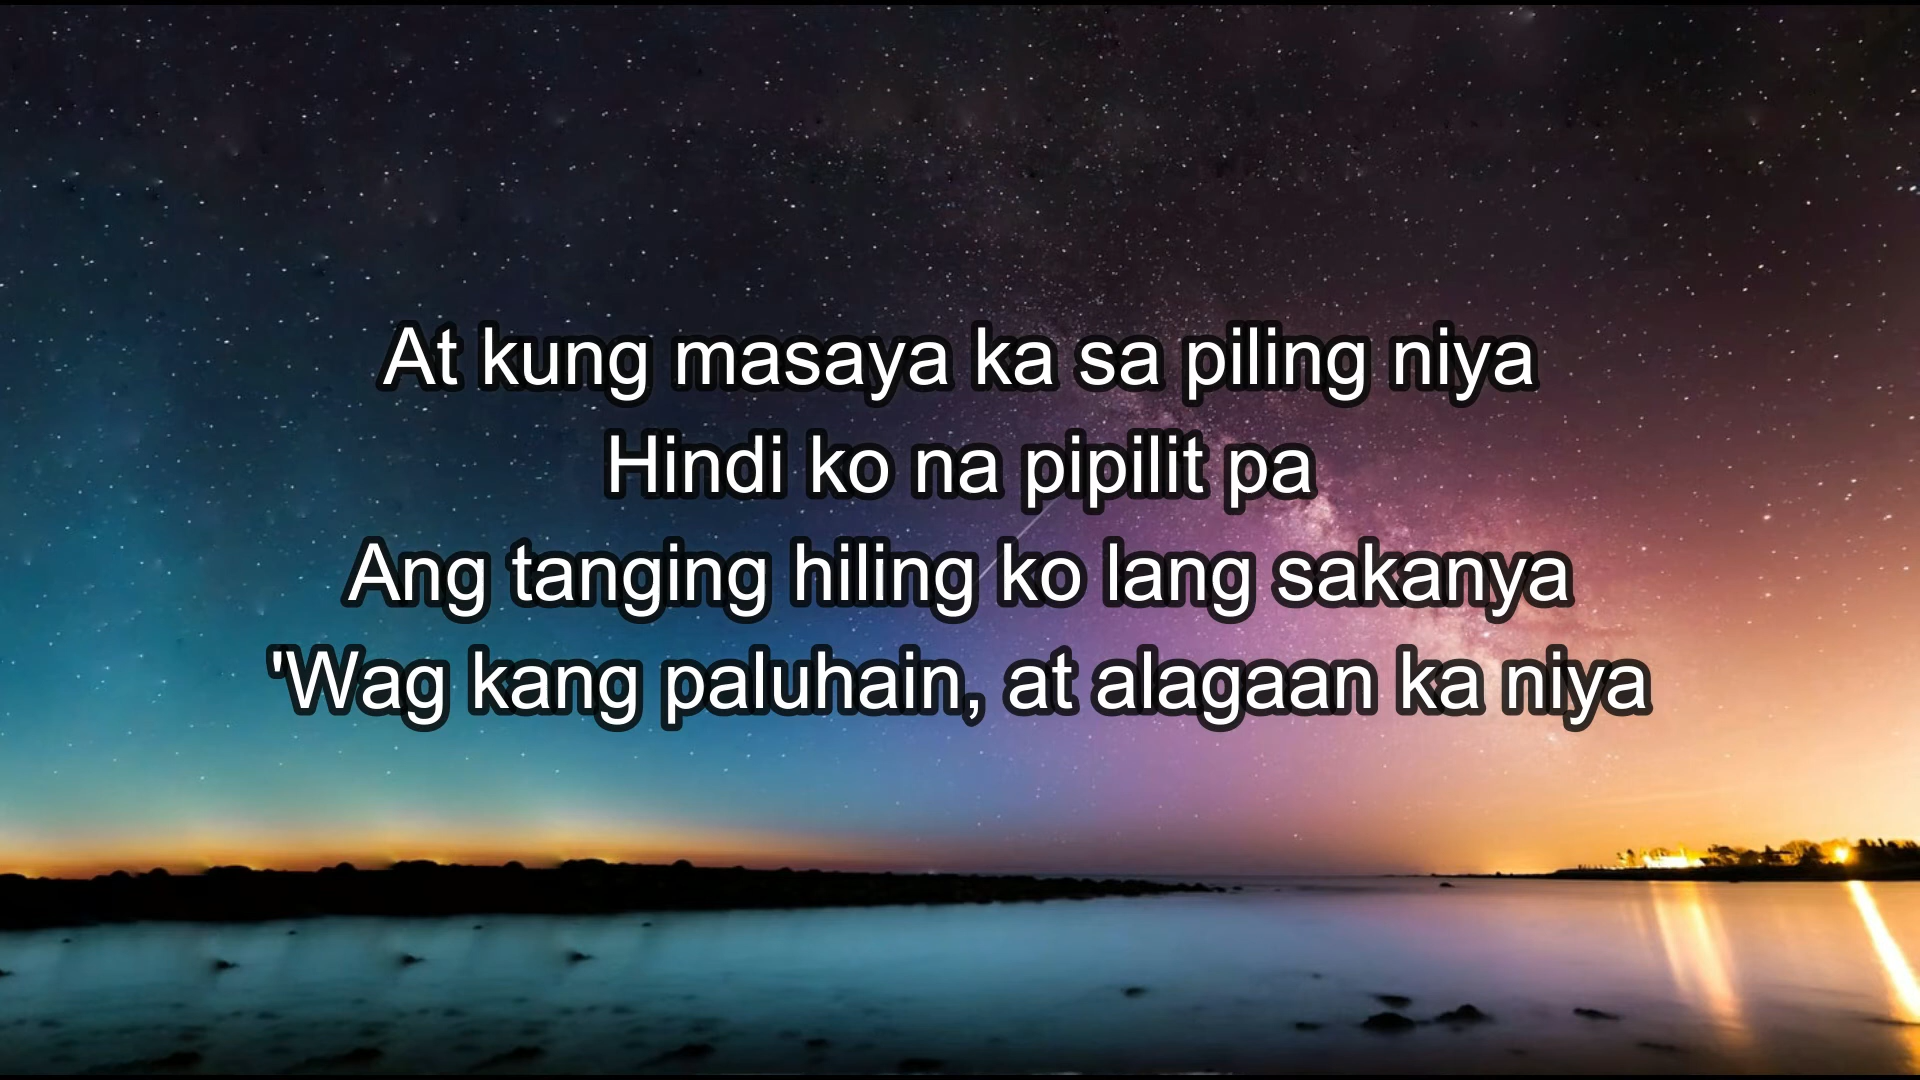 At kung masaya ka sa piling niya
Hindi ko na pipilit pa
Ang tanging hiling ko lang sakanya
'Wag kang paluhain, at alagaan ka niya